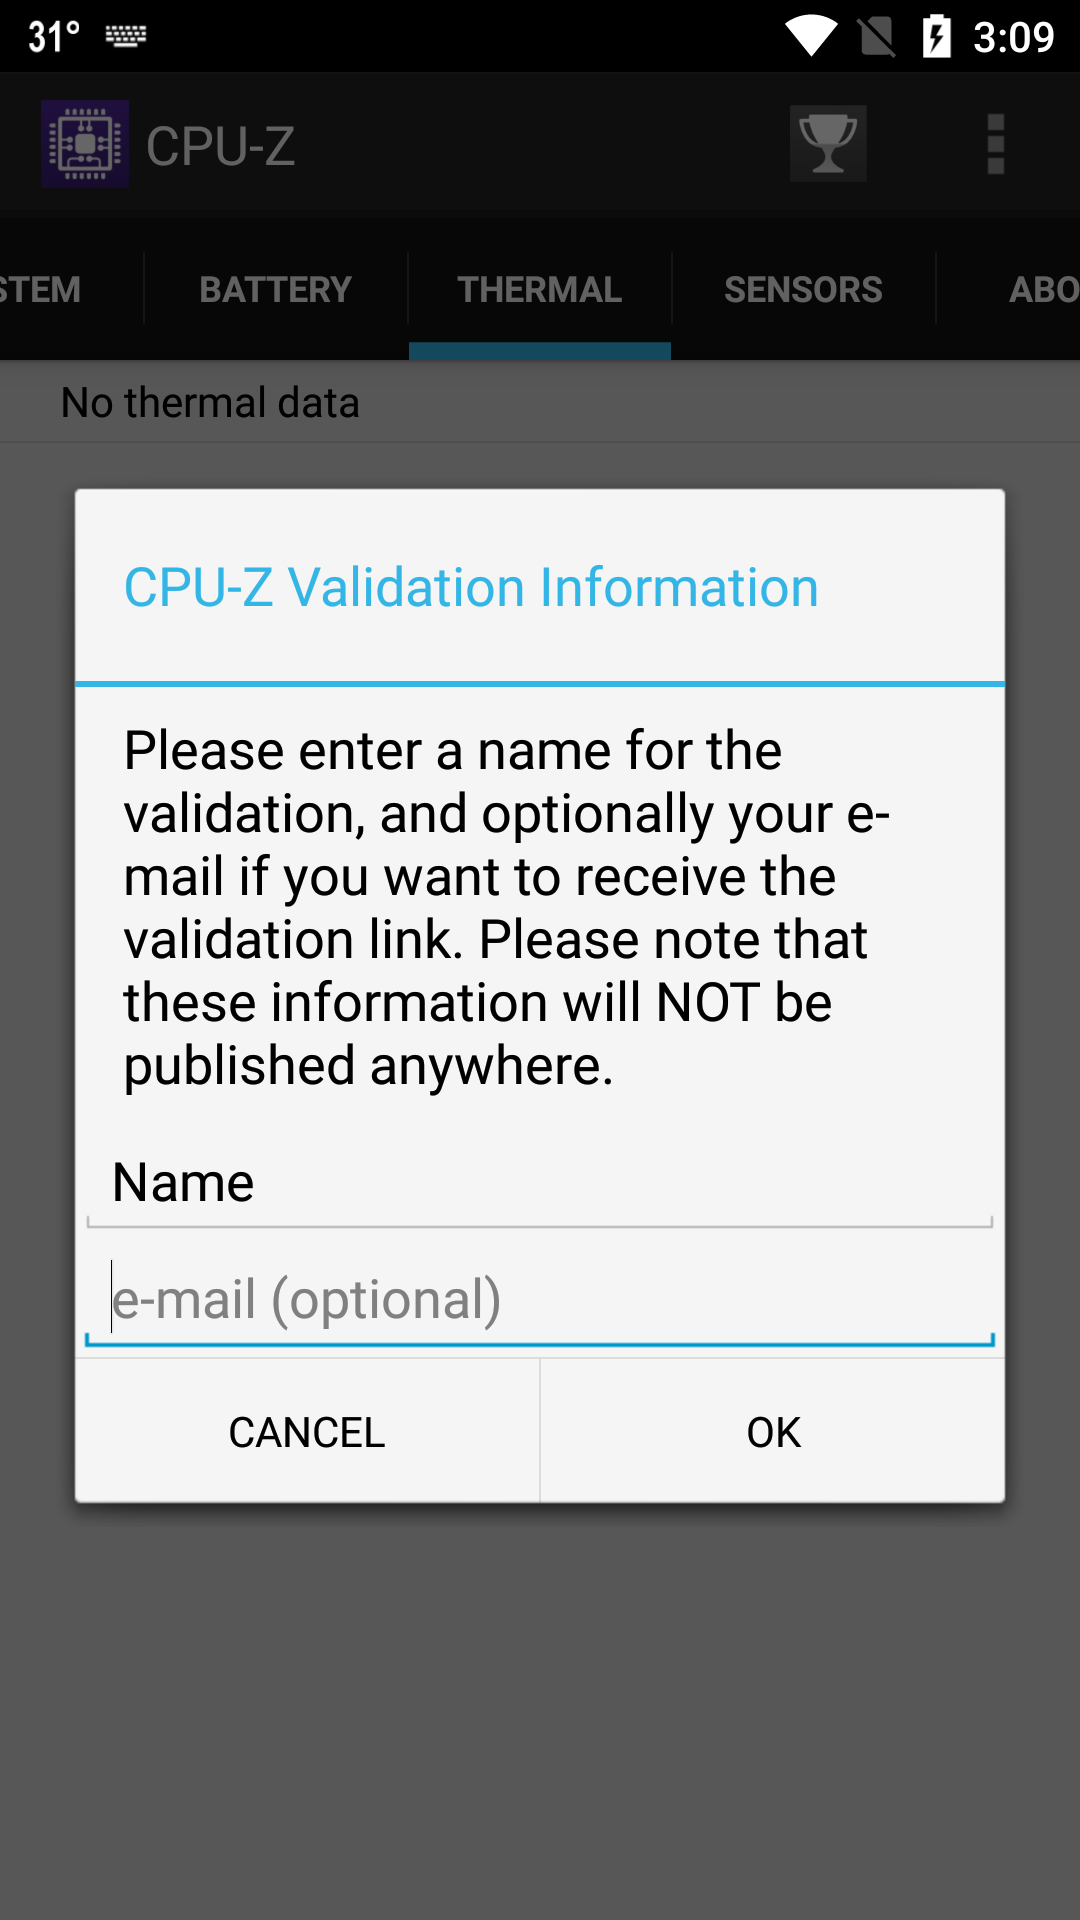 31° 3:09
CPU-Z
STEM BATTERY THERMAL SENSORS ABO
No thermal data
CPU-Z Validation Information
Please enter a name for the
validation, and optionally your e-
mail if you want to receive the
validation link. Please note that
these information will NOT be
published anywhere.
Name
e-mail (optional)
CANCEL OK